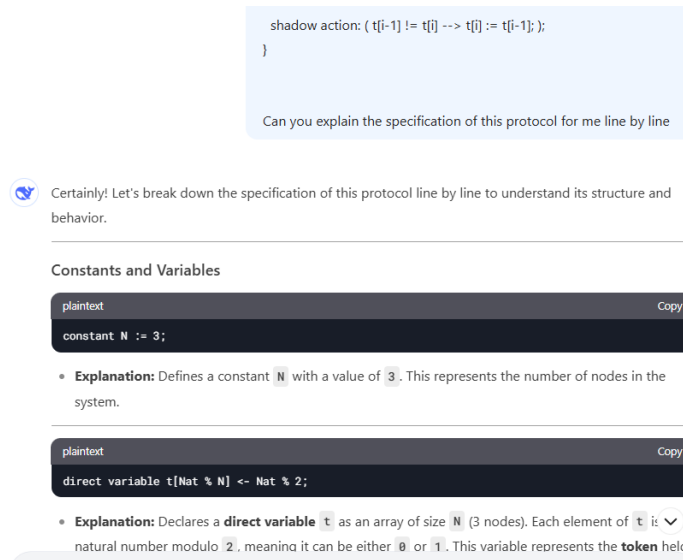 shadow action: ( t[i-1] != t[i] --> t[i] := t[i-1]; );
}
Can you explain the specification of this protocol for me line by line
Certainly! Let's break down the specification of this protocol line by line to understand its structure and
behavior.
Constants and Variables
plaintext
Copy
constant N := 3;
Explanation: Defines a constant N with a value of 3 . This represents the number of nodes in the
system.
plaintext
Copy
direct variable t[Nat % N] <- Nat % 2;
Explanation: Declares a direct variable t as an array of size N (3 nodes). Each element of t is
natural number modulo 2 , meaning it can be either 0 or 1 . This variable represents the token held